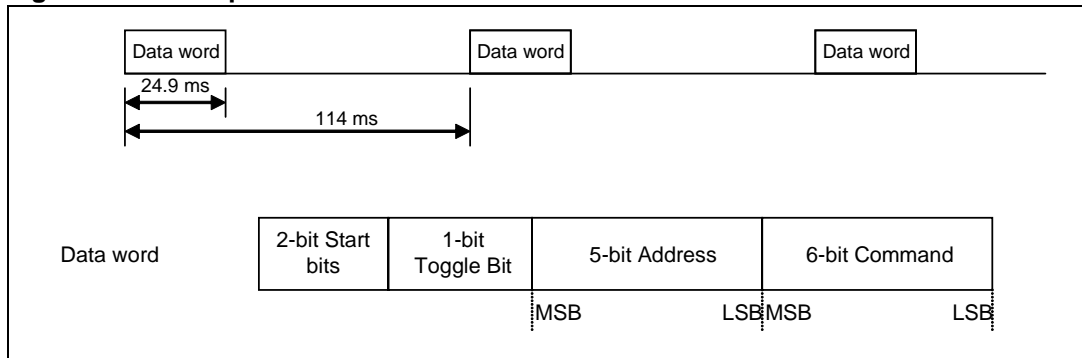 Data word Data word Data word
24.9 ms
114 ms
Data word
2-bit Start
bits
1-bit
Toggle Bit
5-bit Address
6-bit Command
MSB LSB MSB LSB